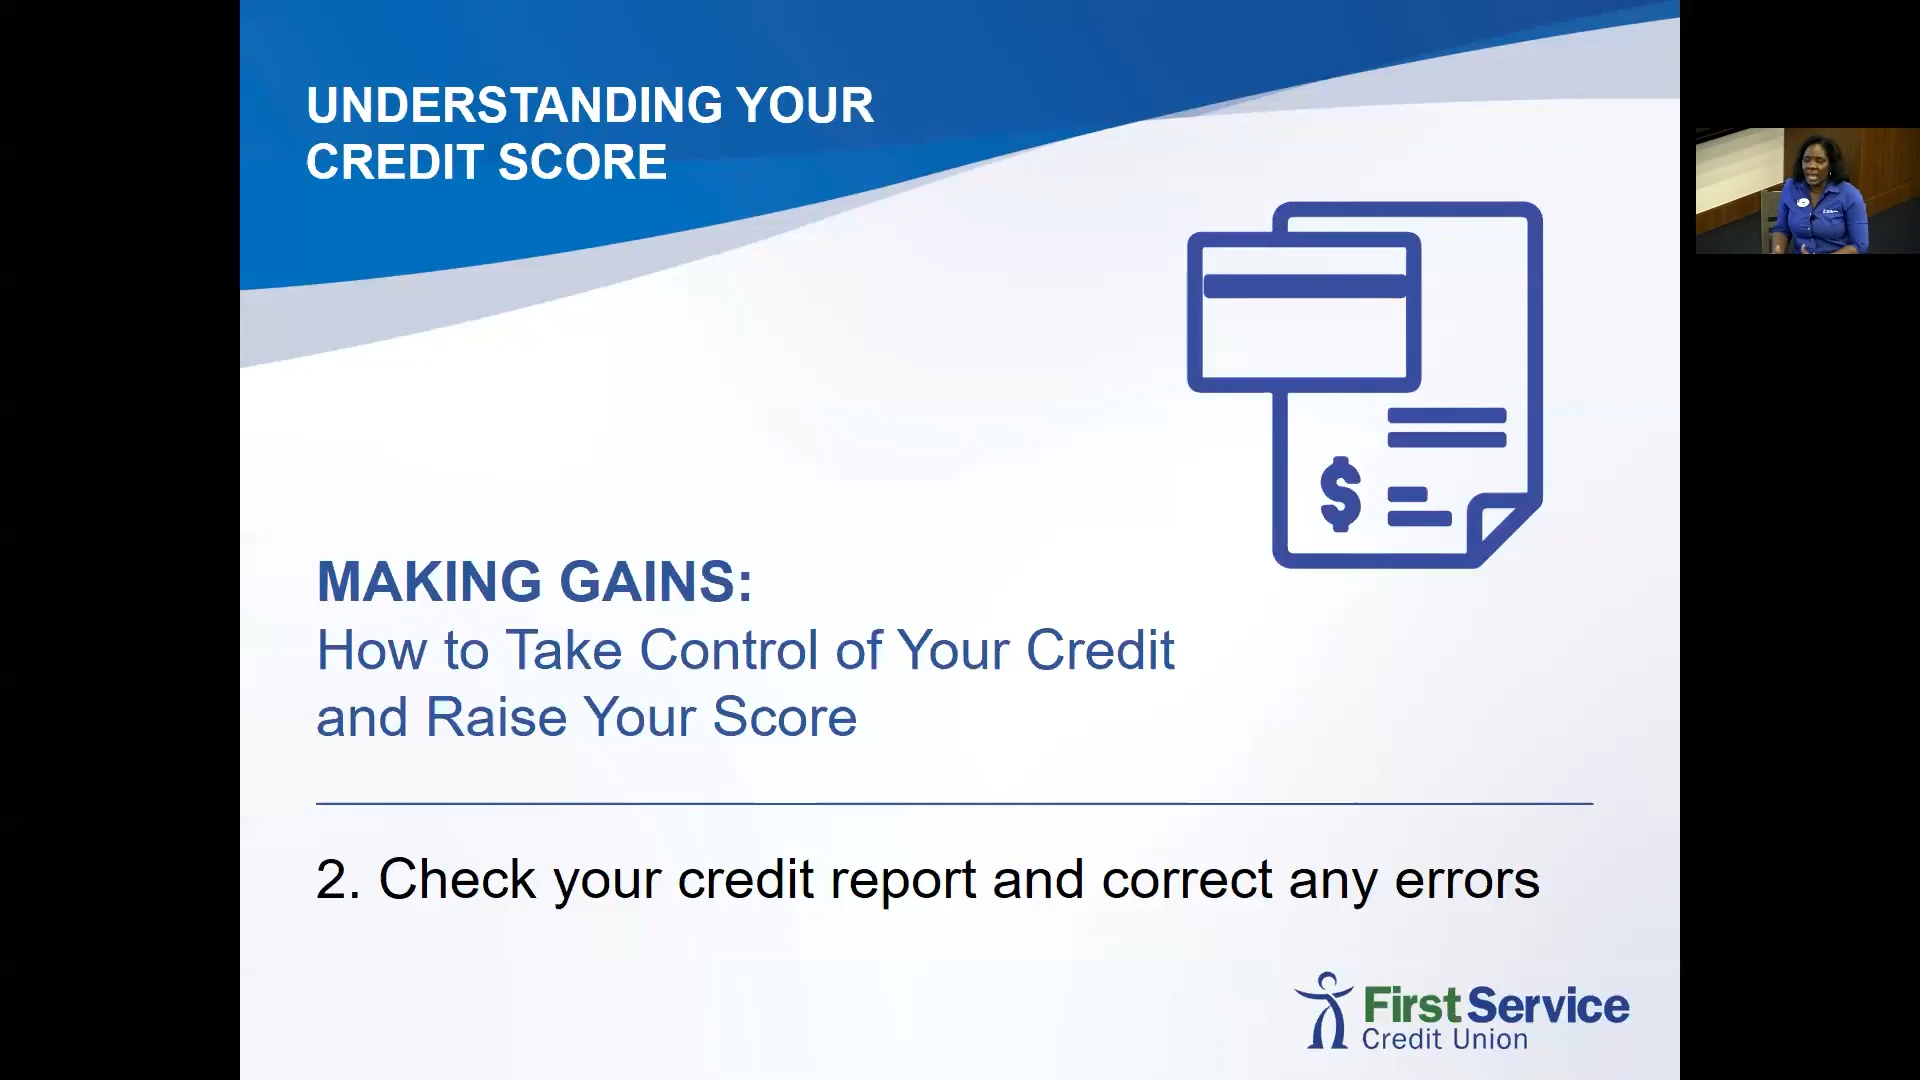 UNDERSTANDING YOUR
CREDIT SCORE
$
MAKING GAINS:
How to Take Control of Your Credit
and Raise Your Score
2. Check your credit report and correct any errors
First Service
Credit Union